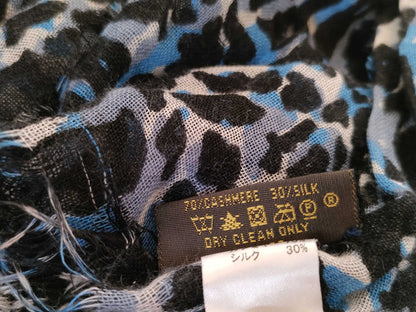 70%CASHMERE 30%SILK
P ®
DRY CLEAN ONLY
シルク 30%